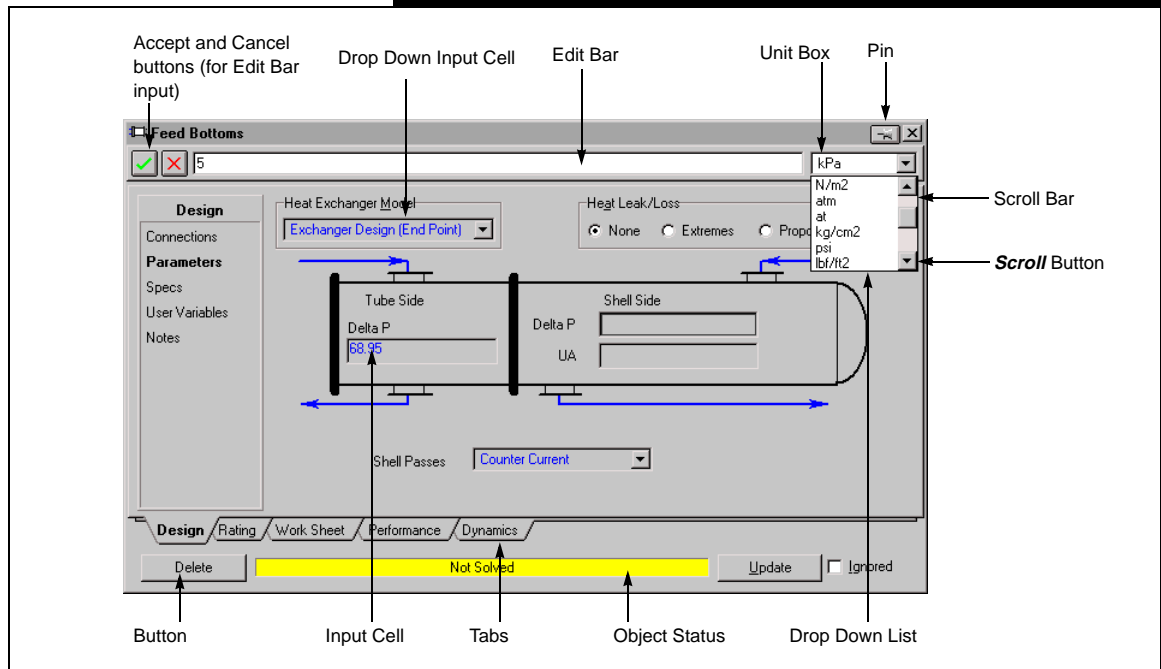 Accept and Cancel
buttons (for Edit Bar
input)
Drop Down Input Cell
Edit Bar
Unit Box
Pin
Feed Bottoms
5
kPa
N/m2
atm
at
kg/cm2
psi
lbf/ft2
Scroll Bar
Scroll Button
Design
Connections
Parameters
Specs
User Variables
Notes
Heat Exchanger Model
Exchanger Design (End Point)
Heat Leak/Loss
None
Extremes
Propo
Tube Side
Delta P
68.95
Shell Side
Delta P
UA
Shell Passes
Counter Current
Design
Rating
Work Sheet
Performance
Dynamics
Delete
Not Solved
Update
Ignored
Button
Input Cell
Tabs
Object Status
Drop Down List